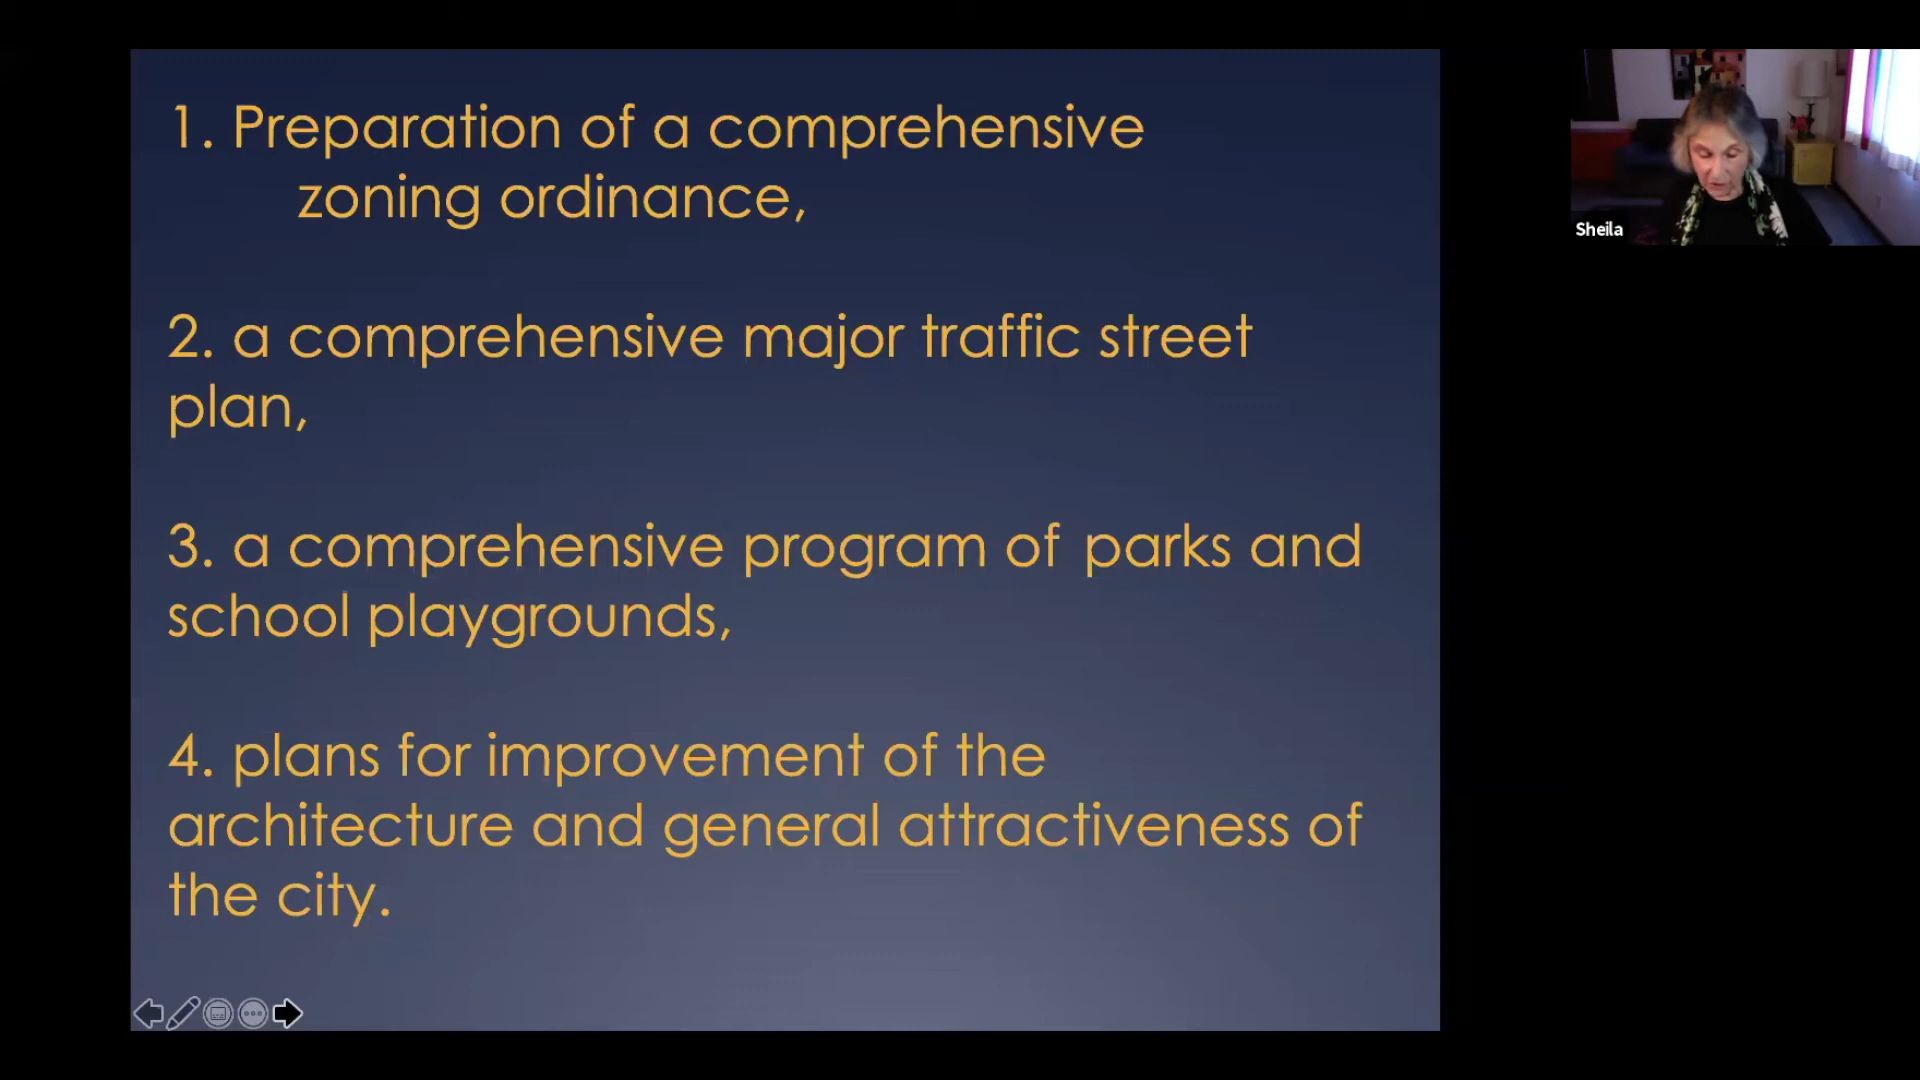 1. Preparation of a comprehensive
zoning ordinance,
2. a comprehensive major traffic street
plan,
3. a comprehensive program of parks and
school playgrounds,
4. plans for improvement of the
architecture and general attractiveness of
the city.
Sheila